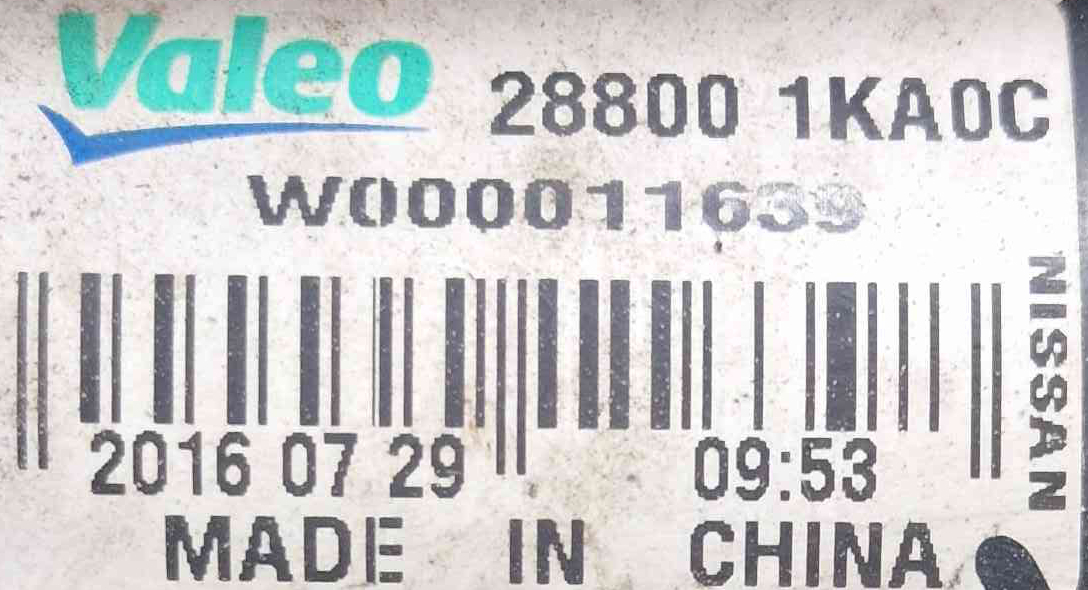 Valeo 28800 1KA0C
W000011639
NISSAN
2016 07 29 09:53
MADE IN CHINA